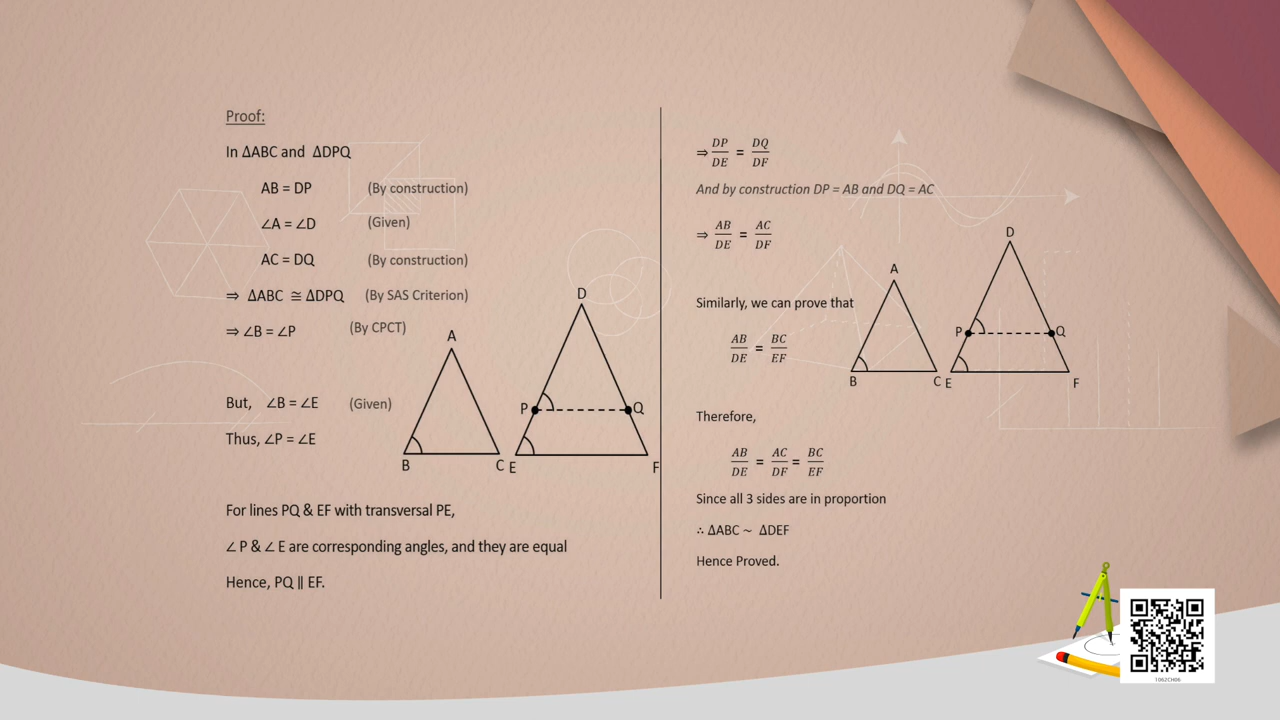 Proof:
In ΔABC and ΔDPQ
AB = DP (By construction)
∠A = ∠D (Given)
AC = DQ (By construction)
⇒ ΔABC ≅ ΔDPQ (By SAS Criterion)
⇒ ∠B = ∠P (By CPCT)
But, ∠B = ∠E (Given)
Thus, ∠P = ∠E
A
B
C
D
P
Q
E
F
For lines PQ & EF with transversal PE,
∠ P & ∠ E are corresponding angles, and they are equal
Hence, PQ ∥ EF.
⇒ DP/DE = DQ/DF
And by construction DP = AB and DQ = AC
⇒ AB/DE = AC/DF
Similarly, we can prove that
AB/DE = BC/EF
A
B
C
D
P
Q
E
F
Therefore,
AB/DE = AC/DF = BC/EF
Since all 3 sides are in proportion
∴ ΔABC ~ ΔDEF
Hence Proved.
1062CH06